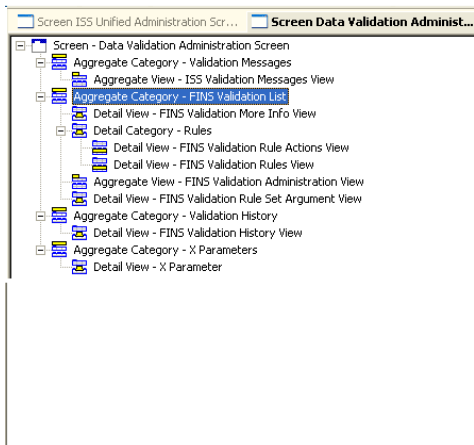 Screen ISS Unified Administration Scr...
Screen Data Validation Administ...
Screen - Data Validation Administration Screen
Aggregate Category - Validation Messages
Aggregate View - ISS Validation Messages View
Aggregate Category - FINS Validation List
Detail View - FINS Validation More Info View
Detail Category - Rules
Detail View - FINS Validation Rule Actions View
Detail View - FINS Validation Rules View
Aggregate View - FINS Validation Administration View
Detail View - FINS Validation Rule Set Argument View
Aggregate Category - Validation History
Detail View - FINS Validation History View
Aggregate Category - X Parameters
Detail View - X Parameter